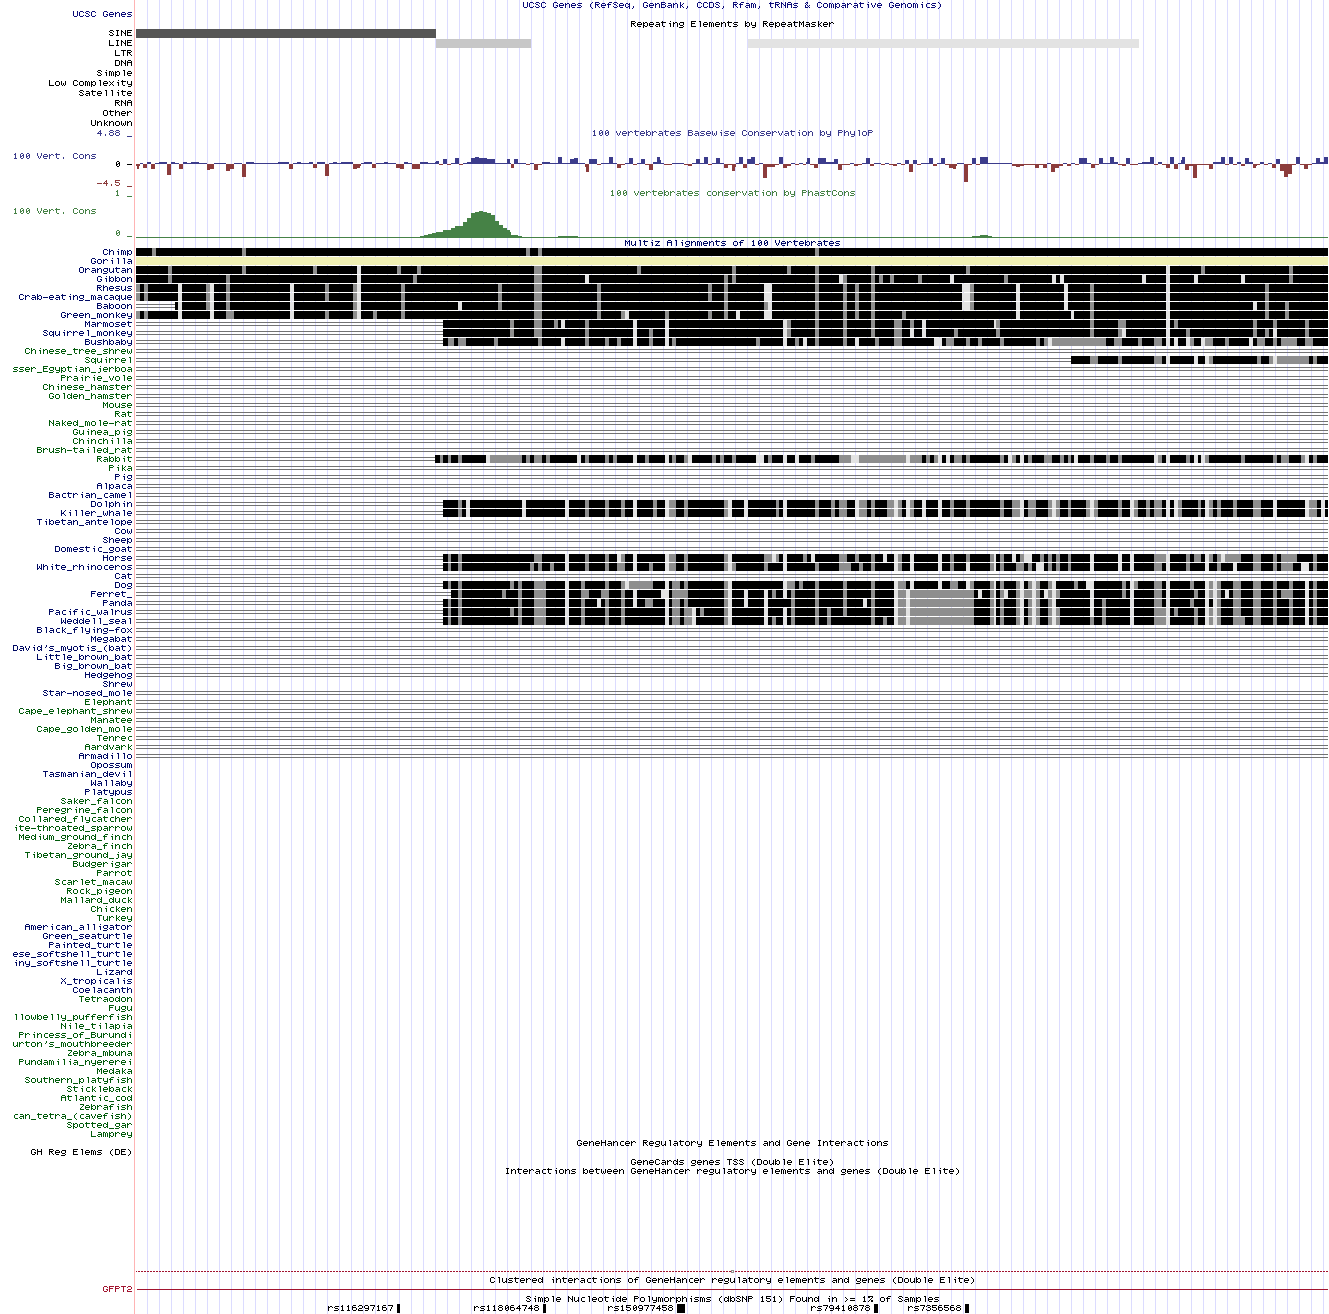 UCSC Genes (RefSeq, GenBank, CCDS, Rfam, tRNAs & Comparative Genomics)
UCSC Genes
Repeating Elements by RepeatMasker
SINE
LINE
LTR
DNA
Simple
Low Complexity
Satellite
RNA
Other
Unknown
100 vertebrates Basewise Conservation by PhyloP
4.88 _
100 Vert. Cons
0 -
-4.5 _
100 vertebrates conservation by PhastCons
1 _
100 Vert. Cons
0 _
Multiz Alignments of 100 Vertebrates
Chimp
Gorilla
Orangutan
Gibbon
Rhesus
Crab-eating_macaque
Baboon
Green_monkey
Marmoset
Squirrel_monkey
Bushbaby
Chinese_tree_shrew
Squirrel
sser_Egyptian_jerboa
Prairie_vole
Chinese_hamster
Golden_hamster
Mouse
Rat
Naked_mole-rat
Guinea_pig
Chinchilla
Brush-tailed_rat
Rabbit
Pika
Pig
Alpaca
Bactrian_camel
Dolphin
Killer_whale
Tibetan_antelope
Cow
Sheep
Domestic_goat
Horse
White_rhinoceros
Cat
Dog
Ferret_
Panda
Pacific_walrus
Weddell_seal
Black_flying-fox
Megabat
David's_myotis_(bat)
Little_brown_bat
Big_brown_bat
Hedgehog
Shrew
Star-nosed_mole
Elephant
Cape_elephant_shrew
Manatee
Cape_golden_mole
Tenrec
Aardvark
Armadillo
Opossum
Tasmanian_devil
Wallaby
Platypus
Saker_falcon
Peregrine_falcon
Collared_flycatcher
ite-throated_sparrow
Medium_ground_finch
Zebra_finch
Tibetan_ground_jay
Budgerigar
Parrot
Scarlet_macaw
Rock_pigeon
Mallard_duck
Chicken
Turkey
American_alligator
Green_seaturtle
Painted_turtle
ese_softshell_turtle
iny_softshell_turtle
Lizard
X_tropicalis
Coelacanth
Tetraodon
Fugu
llowbelly_pufferfish
Nile_tilapia
Princess_of_Burundi
urton's_mouthbreeder
Zebra_mbuna
Pundamilia_nyererei
Medaka
Southern_platyfish
Stickleback
Atlantic_cod
Zebrafish
can_tetra_(cavefish)
Spotted_gar
Lamprey
GeneHancer Regulatory Elements and Gene Interactions
GH Reg Elems (DE)
GeneCards genes TSS (Double Elite)
Interactions between GeneHancer regulatory elements and genes (Double Elite)
Clustered interactions of GeneHancer regulatory elements and genes (Double Elite)
GFPT2
Simple Nucleotide Polymorphisms (dbSNP 151) Found in >= 1% of Samples
rs116297167 rs118064748 rs150977458 rs79410878 rs7356568